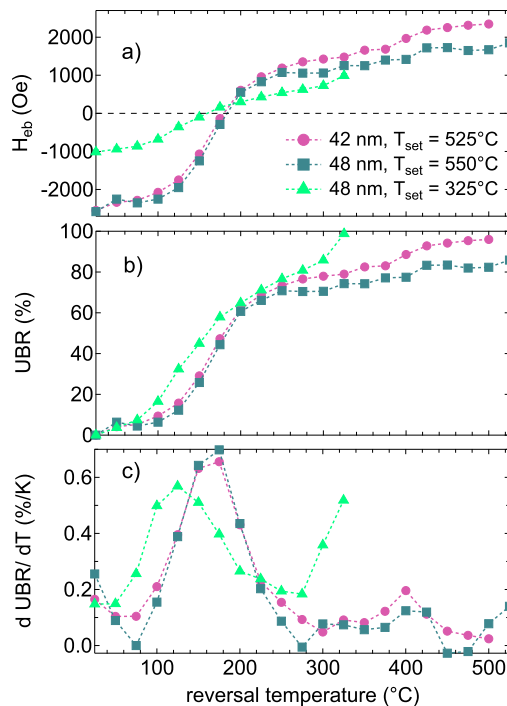 2000
1000
0
-1000
-2000
H_eb (Oe)
a)
42 nm, T_set = 525°C
48 nm, T_set = 550°C
48 nm, T_set = 325°C
100
80
60
40
20
0
UBR (%)
b)
0.6
0.4
0.2
0.0
d UBR/ dT (%/K)
c)
100 200 300 400 500
reversal temperature (°C)